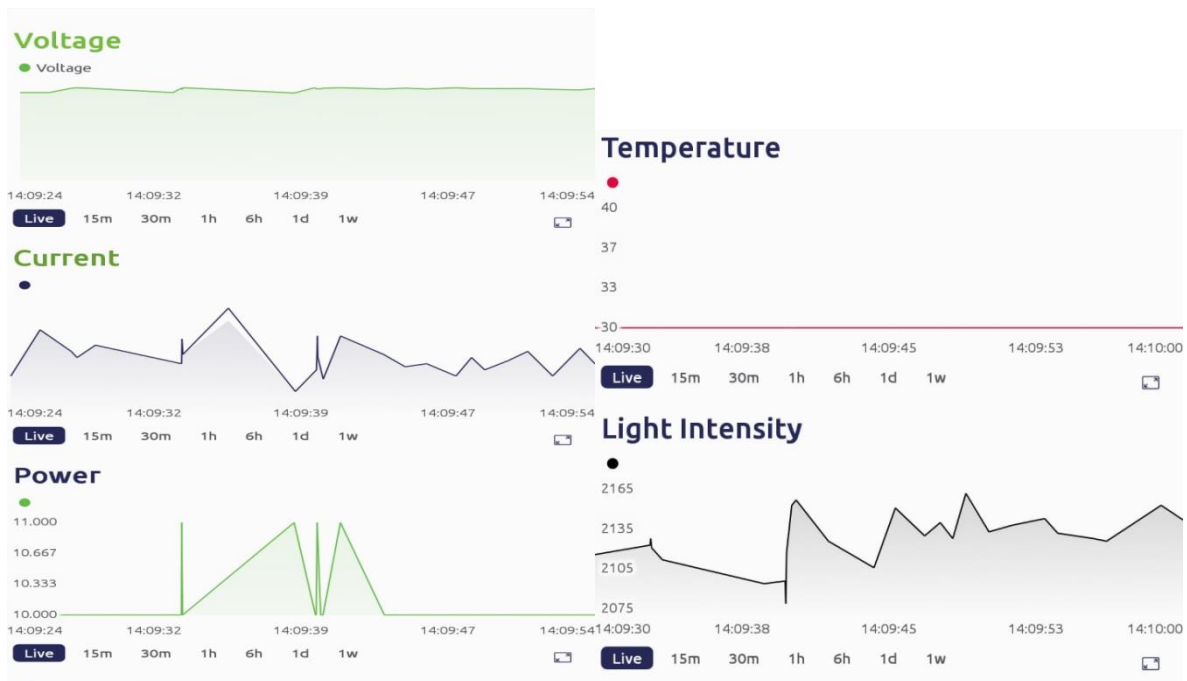 Voltage
Voltage
14:09:24 14:09:32 14:09:39 14:09:47 14:09:54
Live 15m 30m 1h 6h 1d 1w
Current
14:09:24 14:09:32 14:09:39 14:09:47 14:09:54
Live 15m 30m 1h 6h 1d 1w
Power
11.000
10.667
10.333
10.000
14:09:24 14:09:32 14:09:39 14:09:47 14:09:54
Live 15m 30m 1h 6h 1d 1w
Temperature
40
37
33
30
14:09:30 14:09:38 14:09:45 14:09:53 14:10:00
Live 15m 30m 1h 6h 1d 1w
Light Intensity
2165
2135
2105
2075
14:09:30 14:09:38 14:09:45 14:09:53 14:10:00
Live 15m 30m 1h 6h 1d 1w